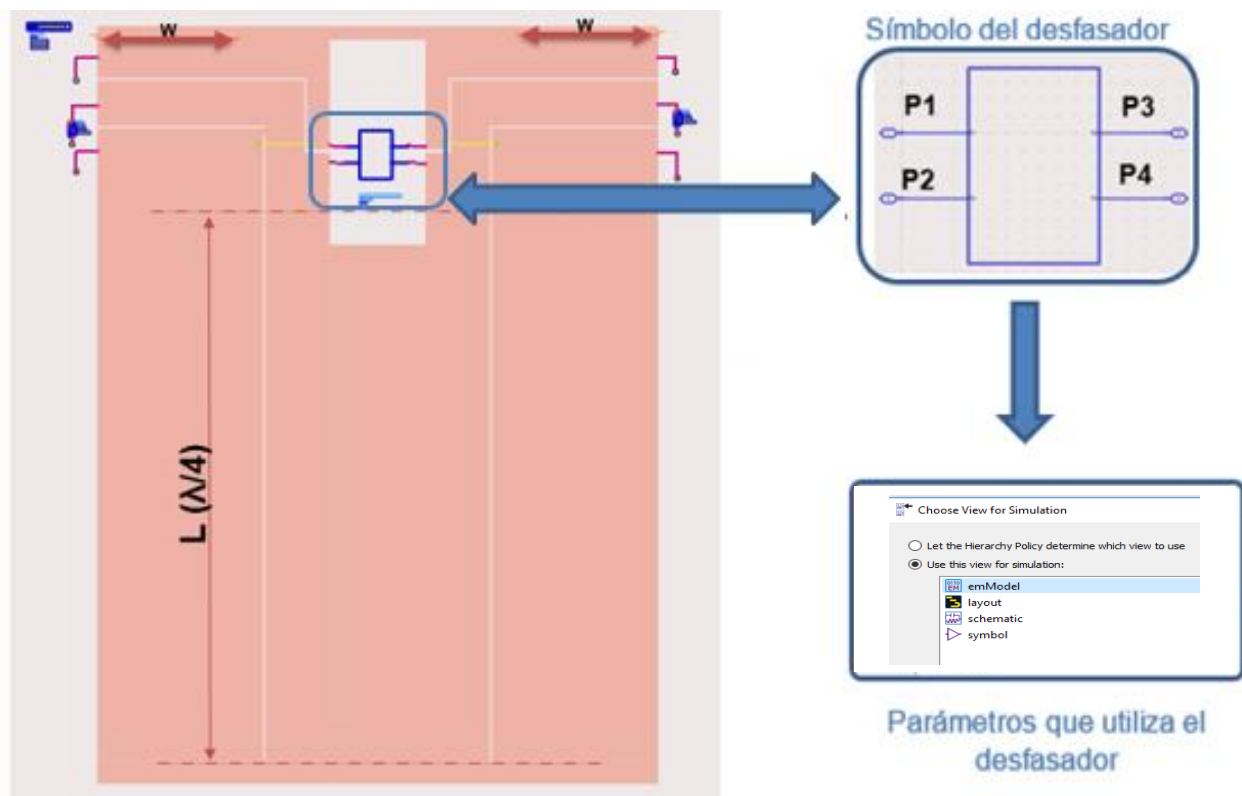 W
W
L (λ/4)
Símbolo del desfasador
P1
P3
P2
P4
Choose View for Simulation
Let the Hierarchy Policy determine which view to use
Use this view for simulation:
emModel
layout
schematic
symbol
Parámetros que utiliza el
desfasador